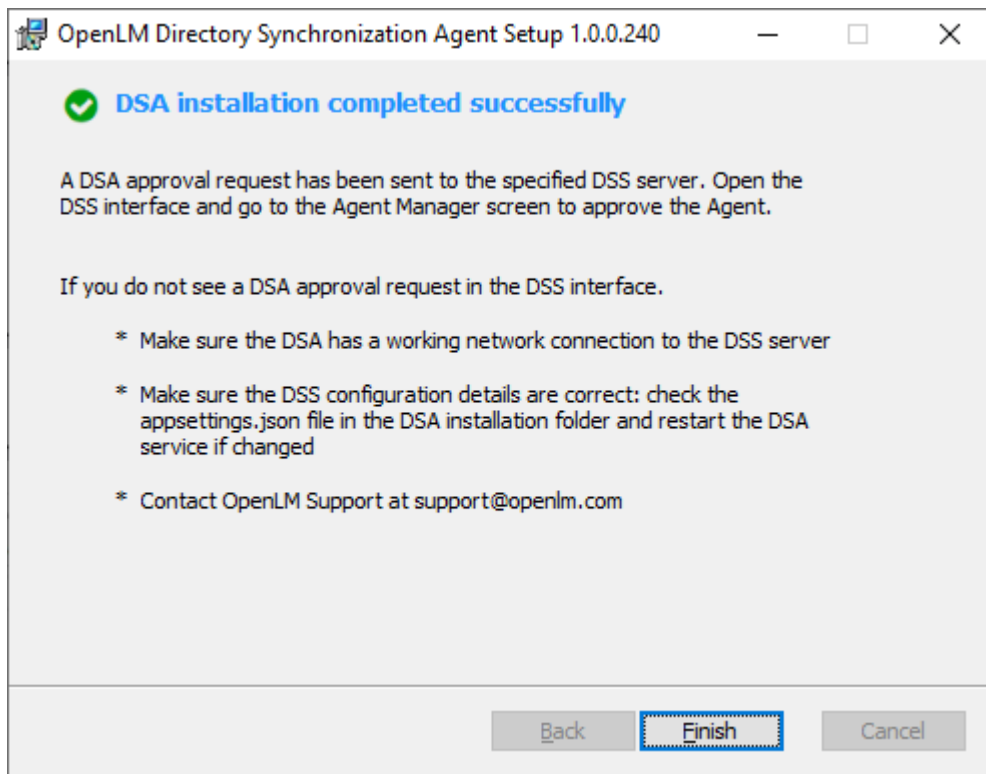 OpenLM Directory Synchronization Agent Setup 1.0.0.240
DSA installation completed successfully
A DSA approval request has been sent to the specified DSS server. Open the
DSS interface and go to the Agent Manager screen to approve the Agent.
If you do not see a DSA approval request in the DSS interface.
* Make sure the DSA has a working network connection to the DSS server
* Make sure the DSS configuration details are correct: check the
appsettings.json file in the DSA installation folder and restart the DSA
service if changed
* Contact OpenLM Support at support@openlm.com
Back
Finish
Cancel